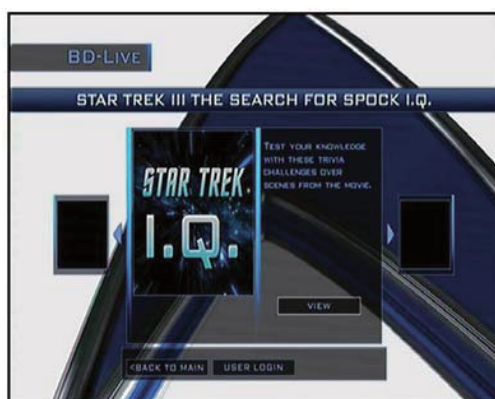 BD-LIVE
STAR TREK III THE SEARCH FOR SPOCK I.Q.
STAR TREK
I.Q.
TEST YOUR KNOWLEDGE
WITH THESE TRIVIA
CHALLENGES OVER
SCENES FROM THE MOVIE.
VIEW
<BACK TO MAIN
USER LOGIN